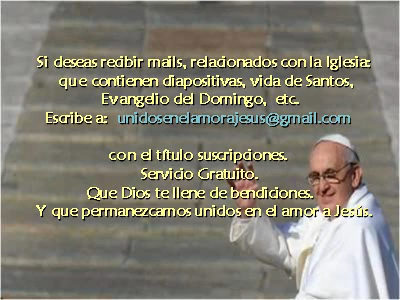 Si deseas recibir mails, relacionados con la Iglesia:
que contienen diapositivas, vida de Santos,
Evangelio del Domingo, etc.
Escribe a: unidosenelamorajesus@gmail.com
con el título suscripciones.
Servicio Gratuito.
Que Dios te llene de bendiciones.
Y que permanezcamos unidos en el amor a Jesús.